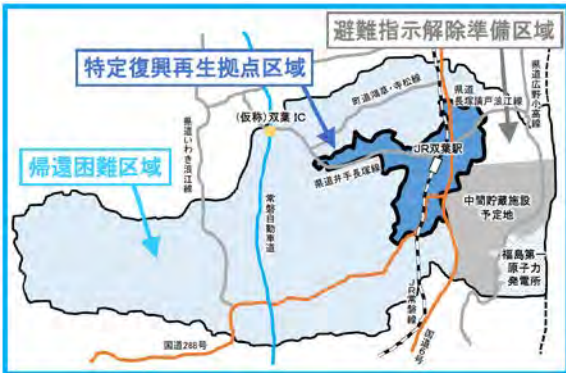 避難指示解除準備区域
特定復興再生拠点区域
帰還困難区域
(仮称)双葉 IC
町道鴻草・寺松線
県道
長塚請戸浪江線
県道広野小高線
県道いわき浪江線
JR双葉駅
県道井手長塚線
常磐自動車道
中間貯蔵施設
予定地
福島第一
原子力
発電所
JR常磐線
国道6号
国道288号